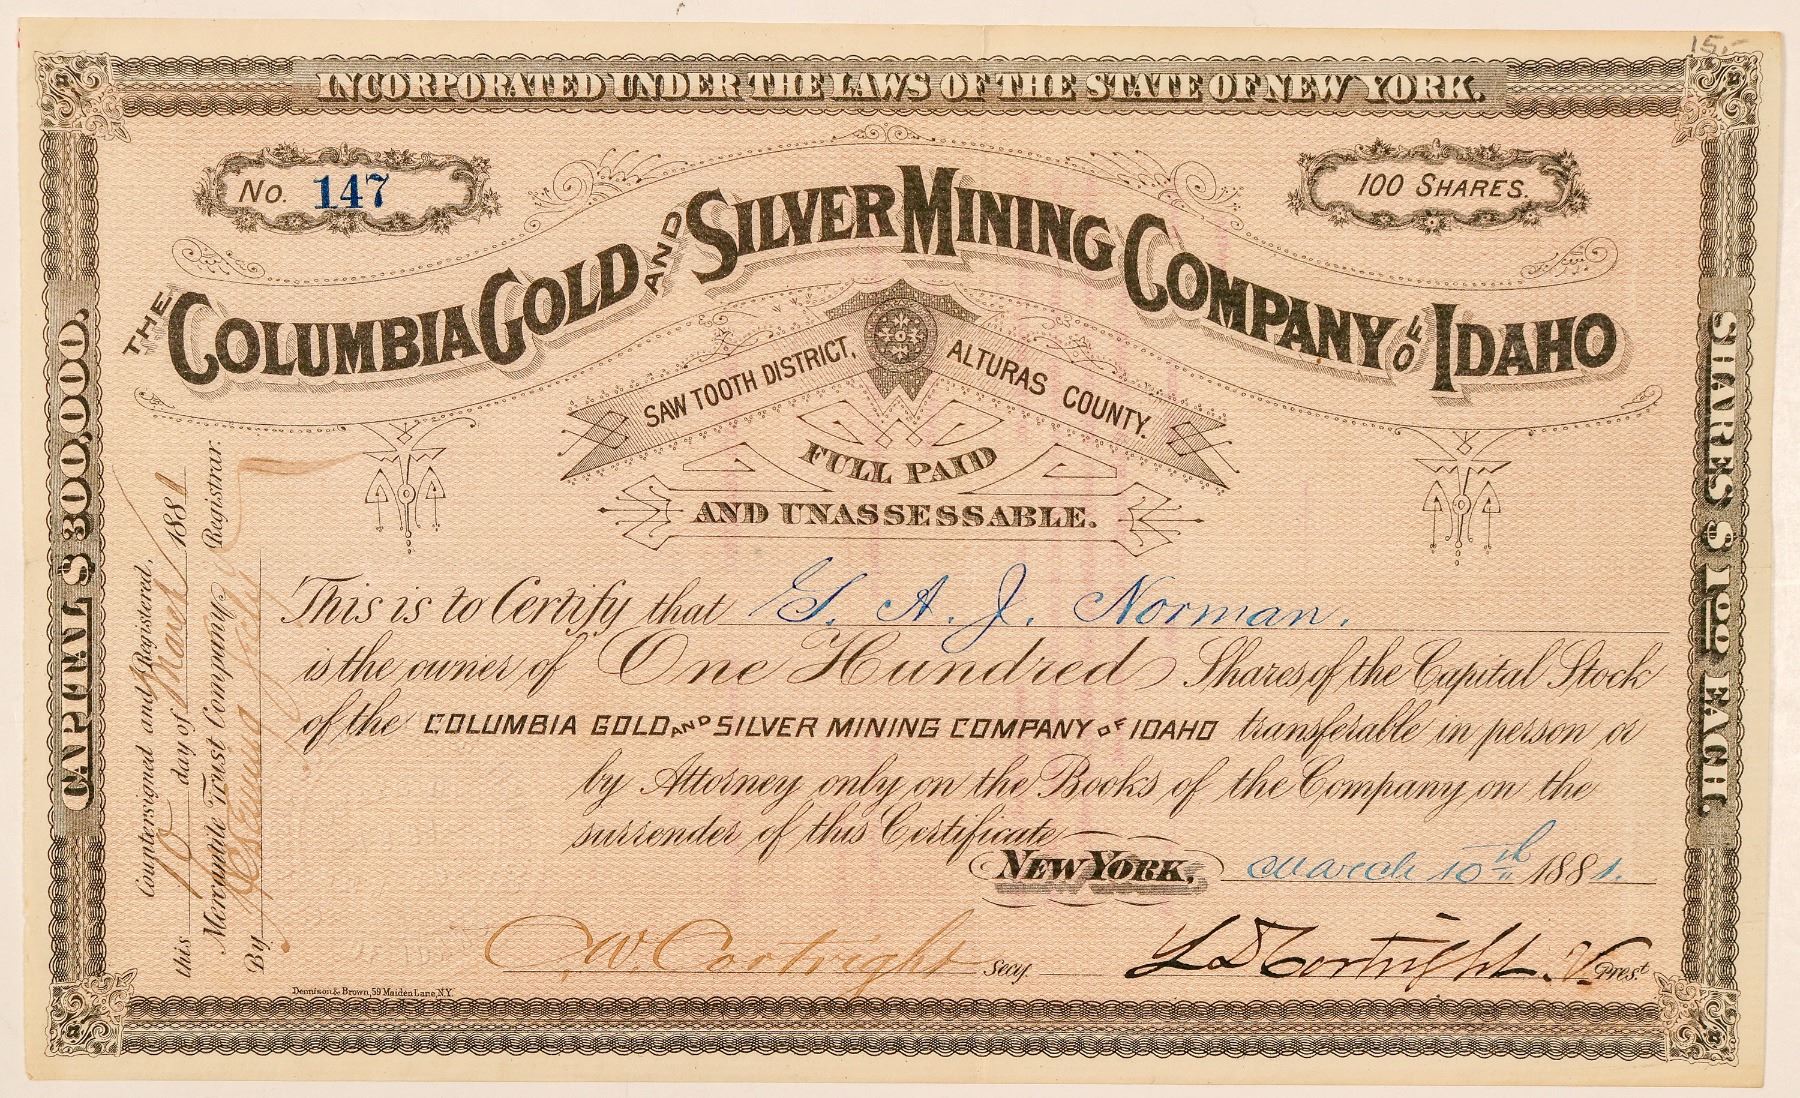 15.-
INCORPORATED UNDER THE LAWS OF THE STATE OF NEW YORK.
No. 147
100 SHARES.
THE COLUMBIA GOLD AND SILVER MINING COMPANY OF IDAHO
SAW TOOTH DISTRICT, ALTURAS COUNTY.
FULL PAID
AND UNASSESSABLE.
CAPITAL $300,000.
SHARES $100 EACH.
Countersigned and Registered,
this 10 day of March 1881
Mercantile Trust Company Registrar.
By
This is to Certify that G. A. J. Norman.
is the owner of One Hundred Shares of the Capital Stock
of the COLUMBIA GOLD AND SILVER MINING COMPANY OF IDAHO transferable in person or
by Attorney only on the Books of the Company on the
surrender of this Certificate
NEW YORK, March 10th 1881.
W. Cortright Secy.
L D Cortright. V. Prest
Dennison & Brown, 59 Maiden Lane, N.Y.